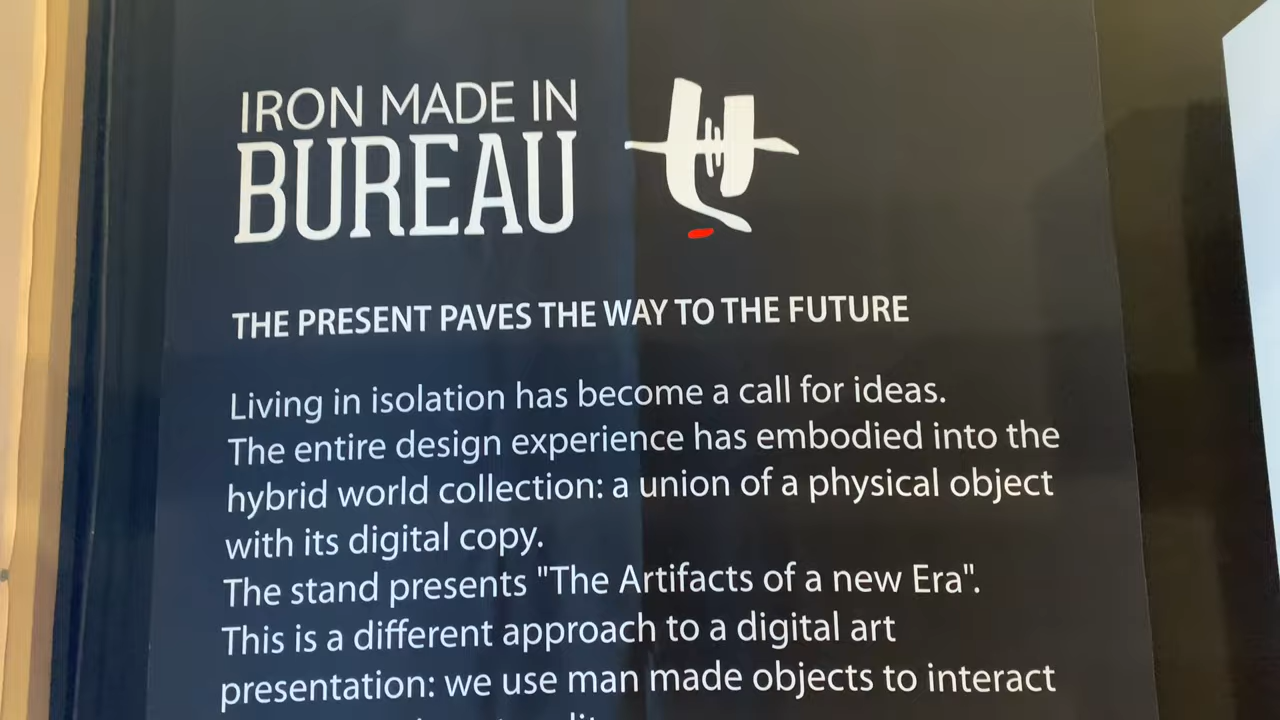 IRON MADE IN
BUREAU
THE PRESENT PAVES THE WAY TO THE FUTURE
Living in isolation has become a call for ideas.
The entire design experience has embodied into the
hybrid world collection: a union of a physical object
with its digital copy.
The stand presents "The Artifacts of a new Era".
This is a different approach to a digital art
presentation: we use man made objects to interact